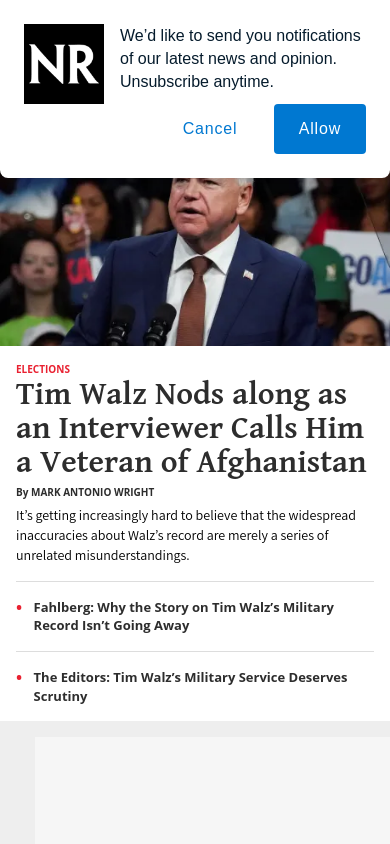 NR
We’d like to send you notifications
of our latest news and opinion.
Unsubscribe anytime.
Cancel
Allow
COA
ELECTIONS
Tim Walz Nods along as
an Interviewer Calls Him
a Veteran of Afghanistan
By MARK ANTONIO WRIGHT
It’s getting increasingly hard to believe that the widespread
inaccuracies about Walz’s record are merely a series of
unrelated misunderstandings.
• Fahlberg: Why the Story on Tim Walz’s Military
Record Isn’t Going Away
• The Editors: Tim Walz’s Military Service Deserves
Scrutiny